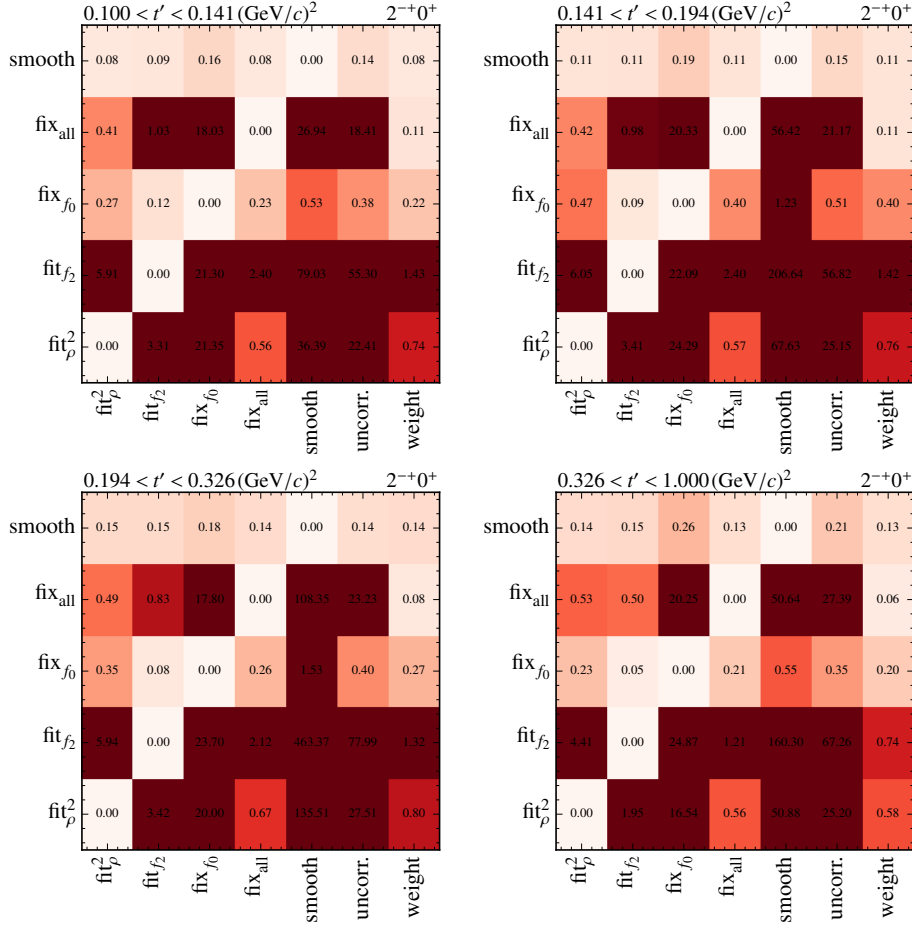 0.100 < t′ < 0.141 (GeV/c)² 2⁻⁺0⁺
smooth 0.08 0.09 0.16 0.08 0.00 0.14 0.08
fix_all 0.41 1.03 18.03 0.00 26.94 18.41 0.11
fix_f₀ 0.27 0.12 0.00 0.23 0.53 0.38 0.22
fit_f₂ 5.91 0.00 21.30 2.40 79.03 55.30 1.43
fit²_ρ 0.00 3.31 21.35 0.56 36.39 22.41 0.74
fit²_ρ fit_f₂ fix_f₀ fix_all smooth uncorr. weight
0.141 < t′ < 0.194 (GeV/c)² 2⁻⁺0⁺
smooth 0.11 0.11 0.19 0.11 0.00 0.15 0.11
fix_all 0.42 0.98 20.33 0.00 56.42 21.17 0.11
fix_f₀ 0.47 0.09 0.00 0.40 1.23 0.51 0.40
fit_f₂ 6.05 0.00 22.09 2.40 206.64 56.82 1.42
fit²_ρ 0.00 3.41 24.29 0.57 67.63 25.15 0.76
fit²_ρ fit_f₂ fix_f₀ fix_all smooth uncorr. weight
0.194 < t′ < 0.326 (GeV/c)² 2⁻⁺0⁺
smooth 0.15 0.15 0.18 0.14 0.00 0.14 0.14
fix_all 0.49 0.83 17.80 0.00 108.35 23.23 0.08
fix_f₀ 0.35 0.08 0.00 0.26 1.53 0.40 0.27
fit_f₂ 5.94 0.00 23.70 2.12 463.37 77.99 1.32
fit²_ρ 0.00 3.42 20.00 0.67 135.51 27.51 0.80
fit²_ρ fit_f₂ fix_f₀ fix_all smooth uncorr. weight
0.326 < t′ < 1.000 (GeV/c)² 2⁻⁺0⁺
smooth 0.14 0.15 0.26 0.13 0.00 0.21 0.13
fix_all 0.53 0.50 20.25 0.00 50.64 27.39 0.06
fix_f₀ 0.23 0.05 0.00 0.21 0.55 0.35 0.20
fit_f₂ 4.41 0.00 24.87 1.21 160.30 67.26 0.74
fit²_ρ 0.00 1.95 16.54 0.56 50.88 25.20 0.58
fit²_ρ fit_f₂ fix_f₀ fix_all smooth uncorr. weight